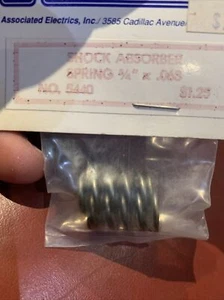 Associated Electrics, Inc./ 3585 Cadillac Avenue
SHOCK ABSORBER
SPRING ¾" x .063
NO. 5440 $1.25